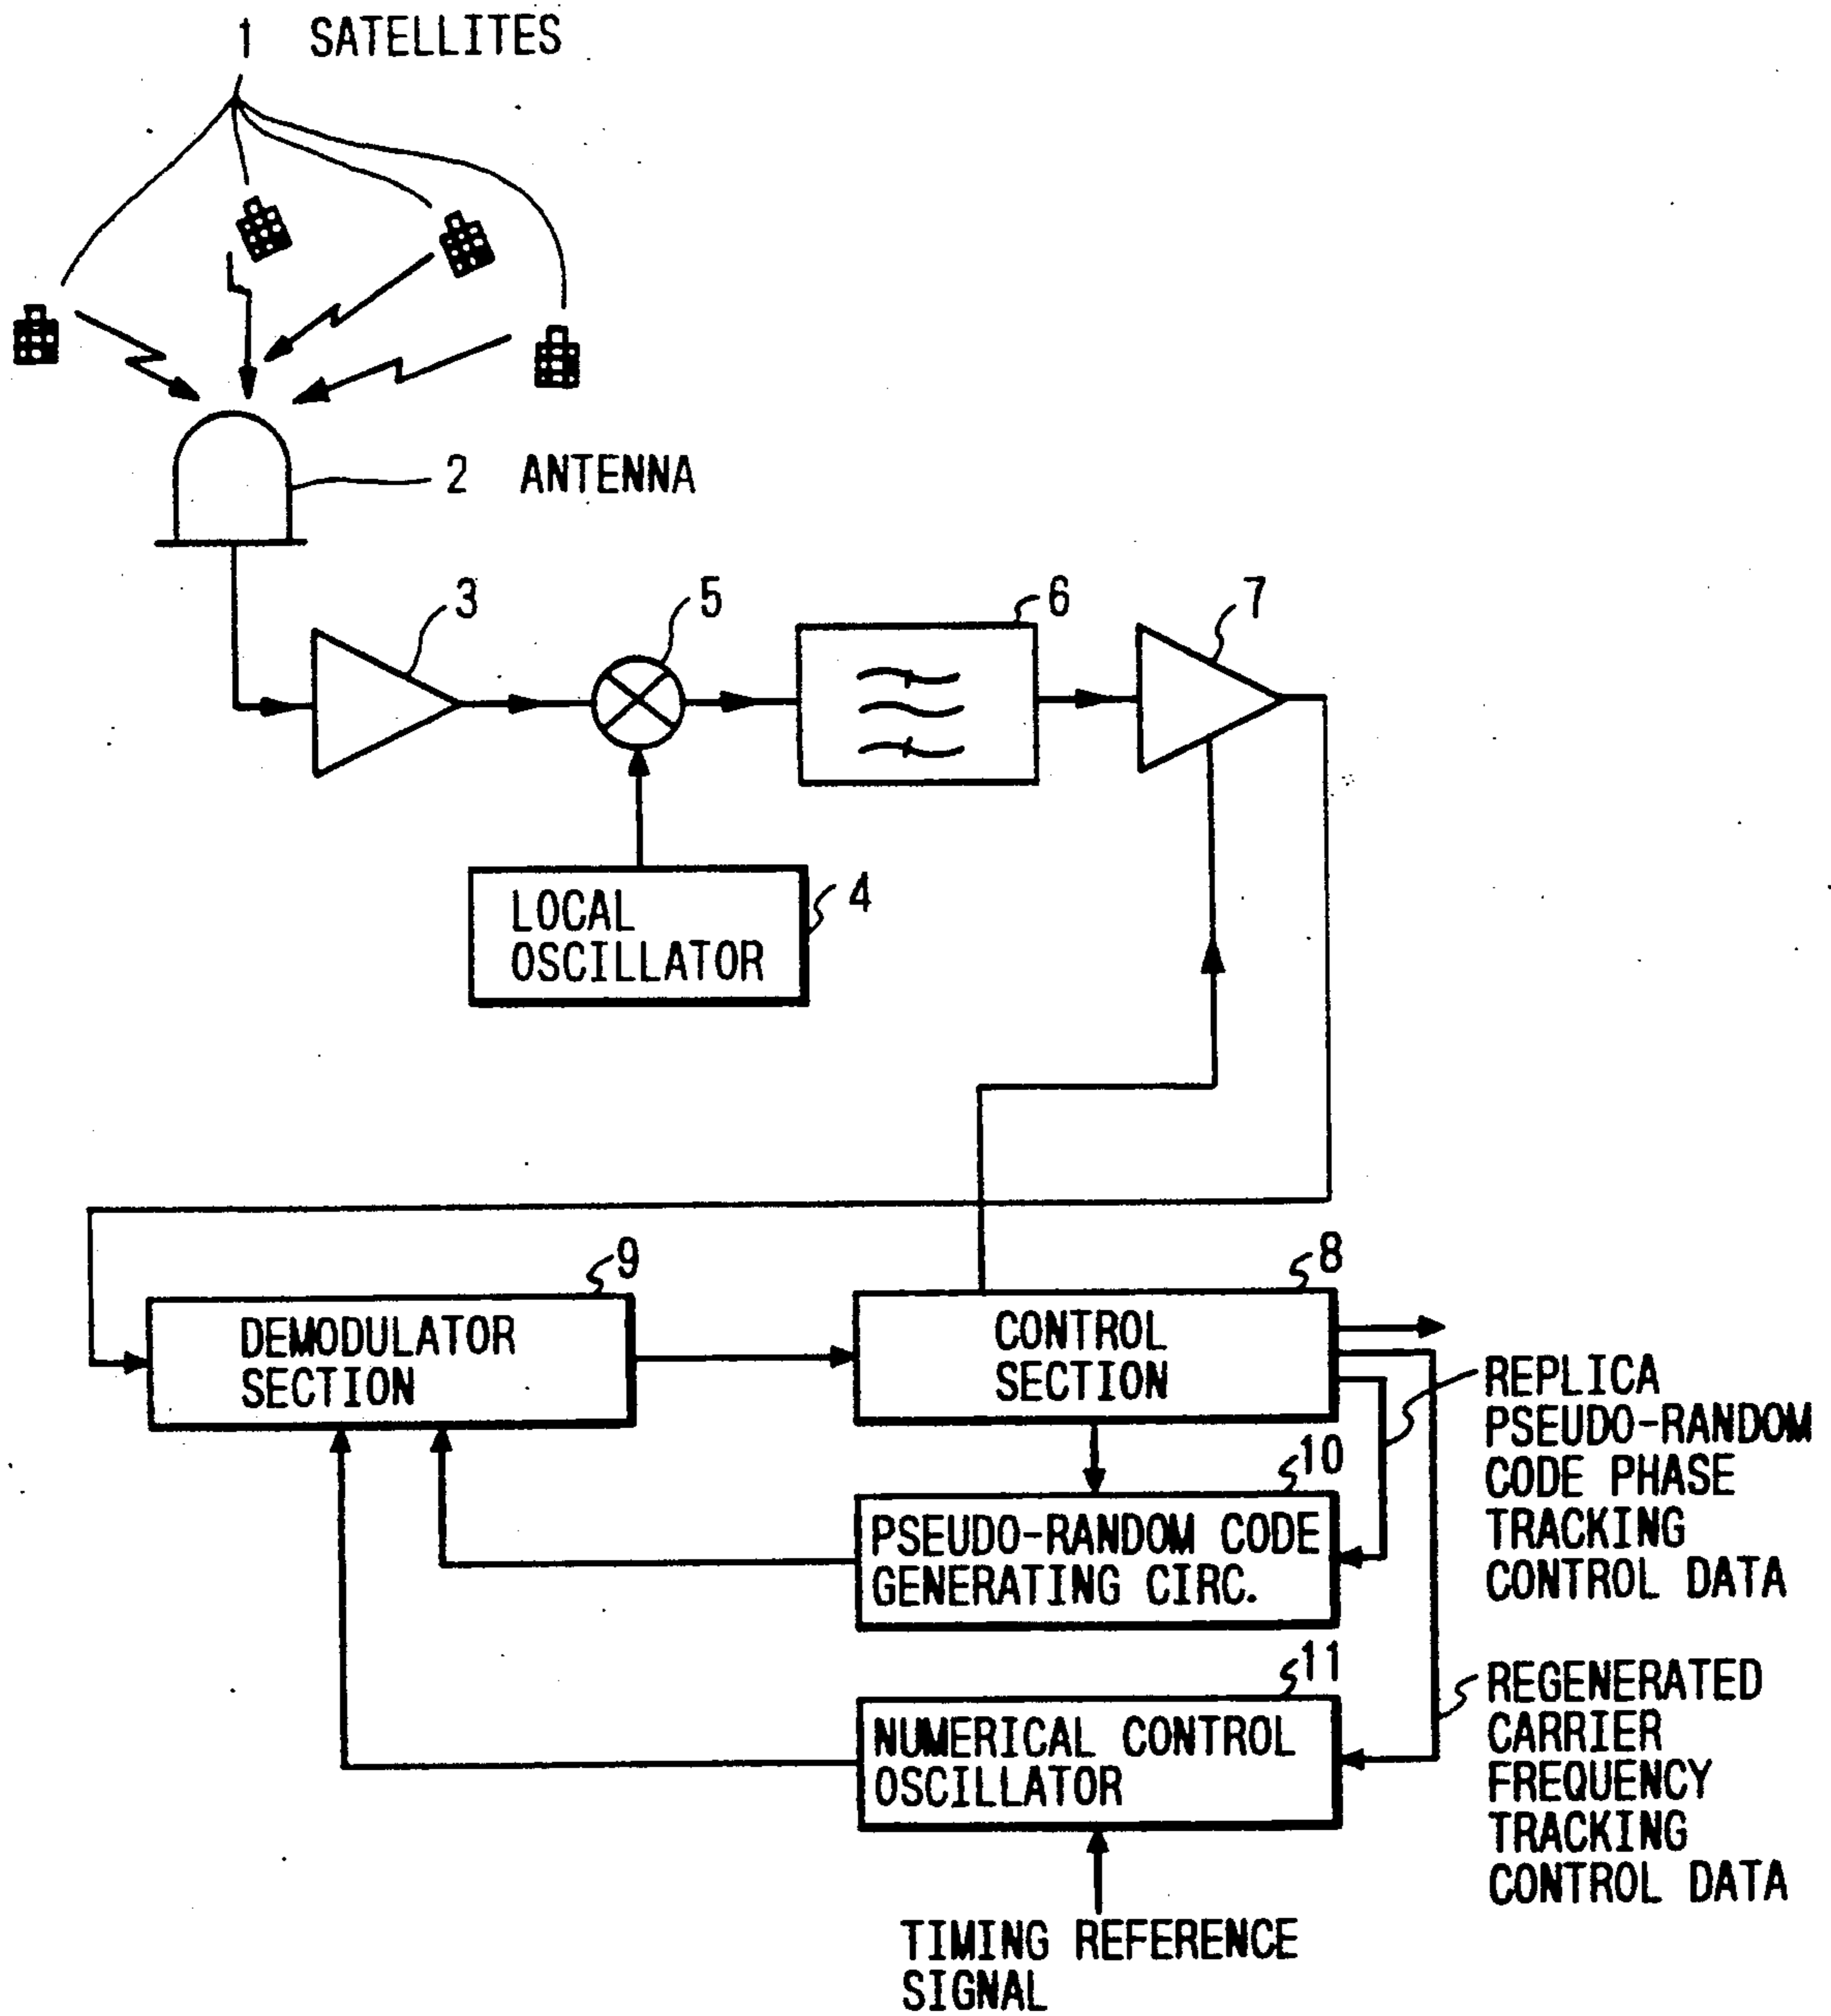 1 SATELLITES
2 ANTENNA
3
5
6
7
LOCAL
OSCILLATOR
4
9
8
DEMODULATOR
SECTION
CONTROL
SECTION
REPLICA
PSEUDO-RANDOM
CODE PHASE
TRACKING
CONTROL DATA
10
PSEUDO-RANDOM CODE
GENERATING CIRC.
11
NUMERICAL CONTROL
OSCILLATOR
REGENERATED
CARRIER
FREQUENCY
TRACKING
CONTROL DATA
TIMING REFERENCE
SIGNAL